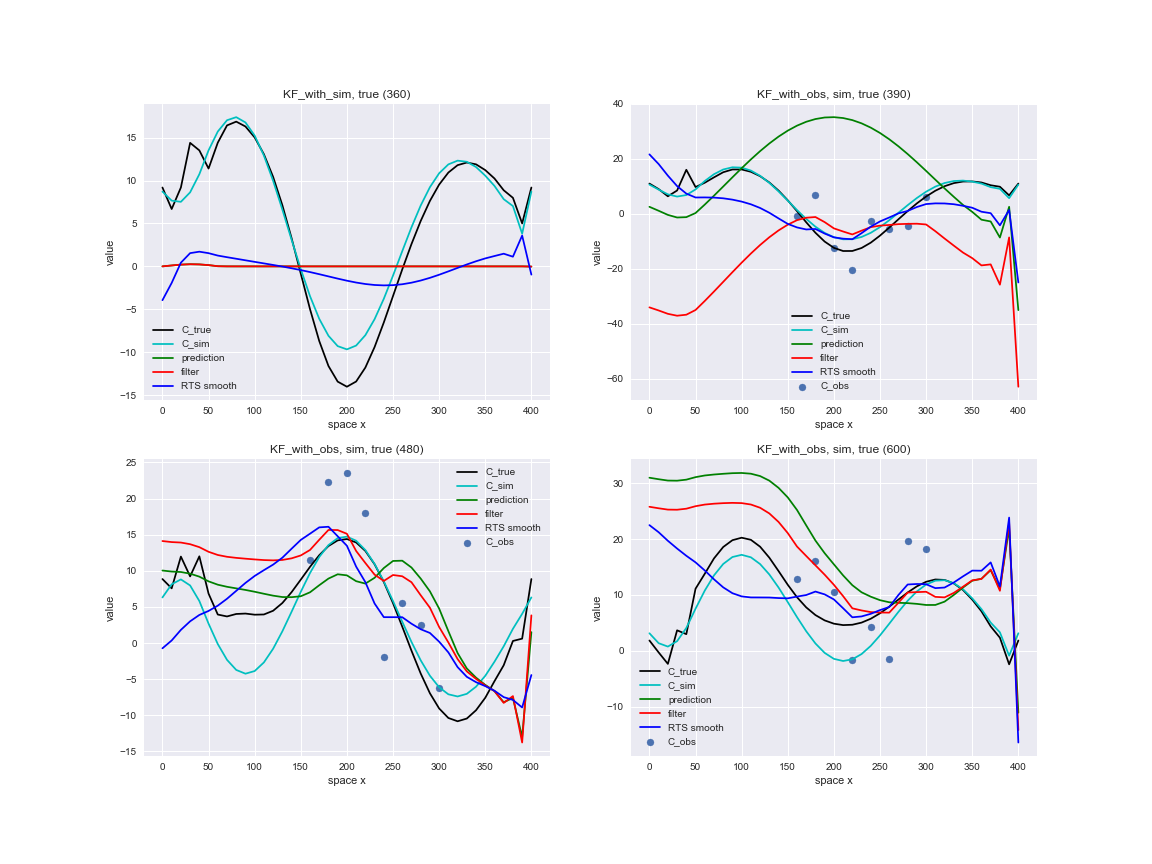 KF_with_sim, true (360)
value
15
10
5
0
−5
−10
−15
C_true
C_sim
prediction
filter
RTS smooth
0 50 100 150 200 250 300 350 400
space x
KF_with_obs, sim, true (390)
value
40
20
0
−20
−40
−60
C_true
C_sim
prediction
filter
RTS smooth
C_obs
0 50 100 150 200 250 300 350 400
space x
KF_with_obs, sim, true (480)
value
25
20
15
10
5
0
−5
−10
−15
C_true
C_sim
prediction
filter
RTS smooth
C_obs
0 50 100 150 200 250 300 350 400
space x
KF_with_obs, sim, true (600)
value
30
20
10
0
−10
C_true
C_sim
prediction
filter
RTS smooth
C_obs
0 50 100 150 200 250 300 350 400
space x